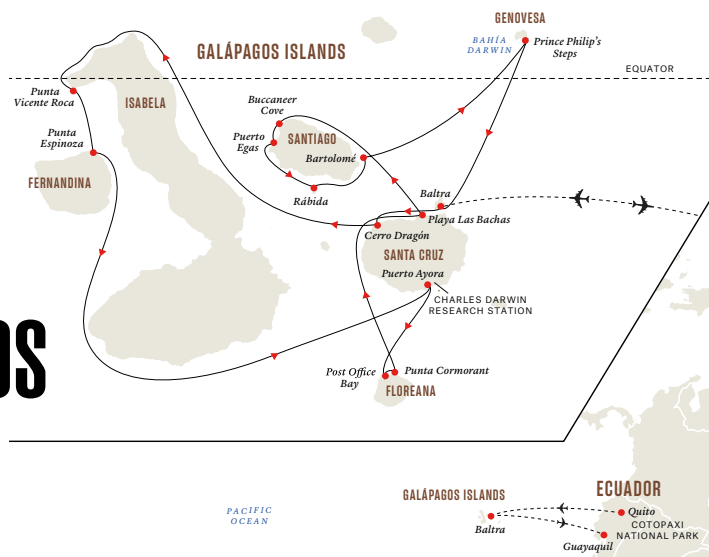 GENOVESA
BAHÍA
DARWIN
Prince Philip's
Steps
GALÁPAGOS ISLANDS
EQUATOR
Punta
Vicente Roca
ISABELA
Buccaneer
Cove
Punta
Espinoza
Puerto
Egas
SANTIAGO
Bartolomé
FERNANDINA
Rábida
Baltra
Playa Las Bachas
Cerro Dragón
SANTA CRUZ
Puerto Ayora
CHARLES DARWIN
RESEARCH STATION
OS
Post Office
Bay
Punta Cormorant
FLOREANA
PACIFIC
OCEAN
GALÁPAGOS ISLANDS
Baltra
ECUADOR
Quito
COTOPAXI
NATIONAL PARK
Guayaquil